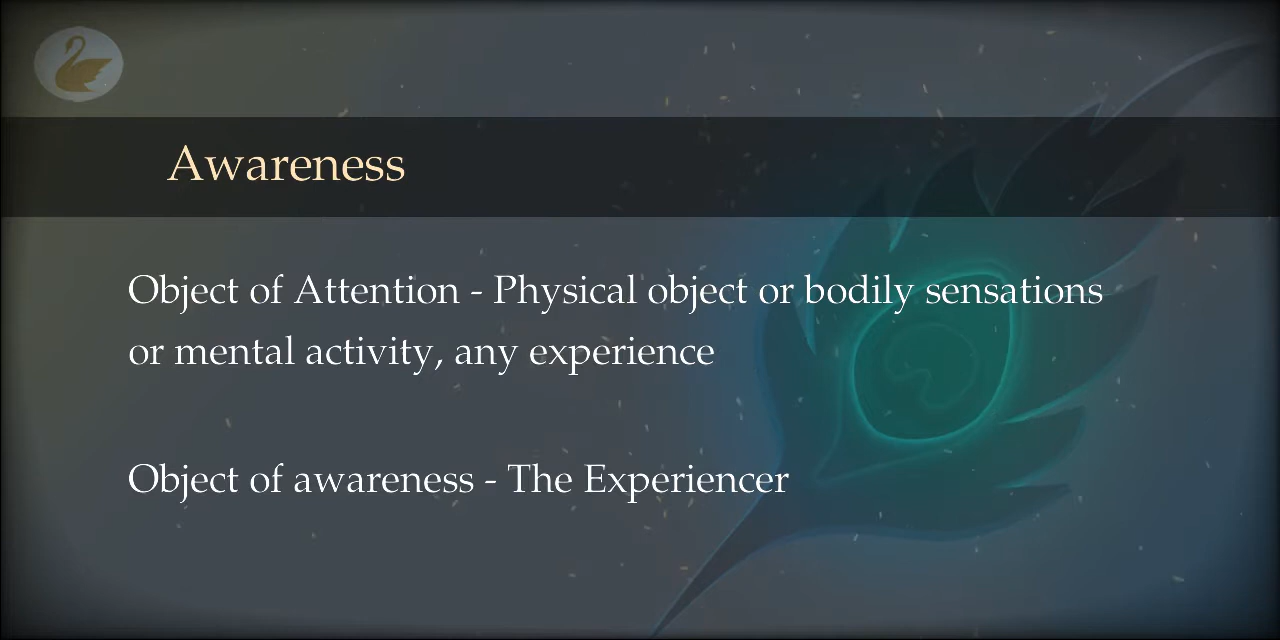 Awareness
Object of Attention - Physical object or bodily sensations
or mental activity, any experience
Object of awareness - The Experiencer